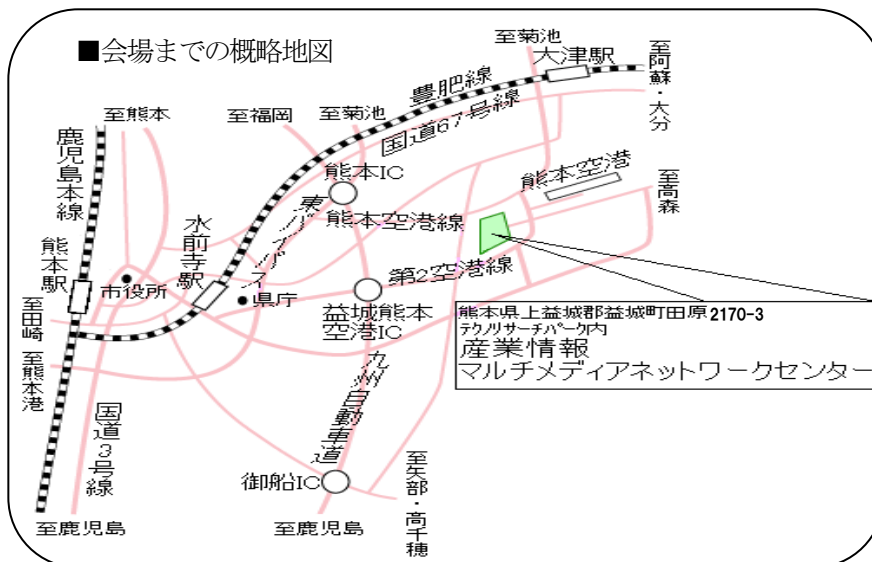 ■会場までの概略地図
至菊池
大津駅
至阿蘇・大分
豊肥線
国道67号線
至熊本
至福岡
至菊池
鹿児島本線
熊本IC
東バイパス
熊本空港線
熊本空港
至高森
水前寺駅
熊本駅
市役所
県庁
第2空港線
益城熊本
空港IC
至田崎
至熊本港
熊本県上益城郡益城町田原2170-3
テクノリサーチパーク内
産業情報
マルチメディアネットワークセンター
九州自動車道
国道3号線
御船IC
至矢部・高千穂
至鹿児島
至鹿児島